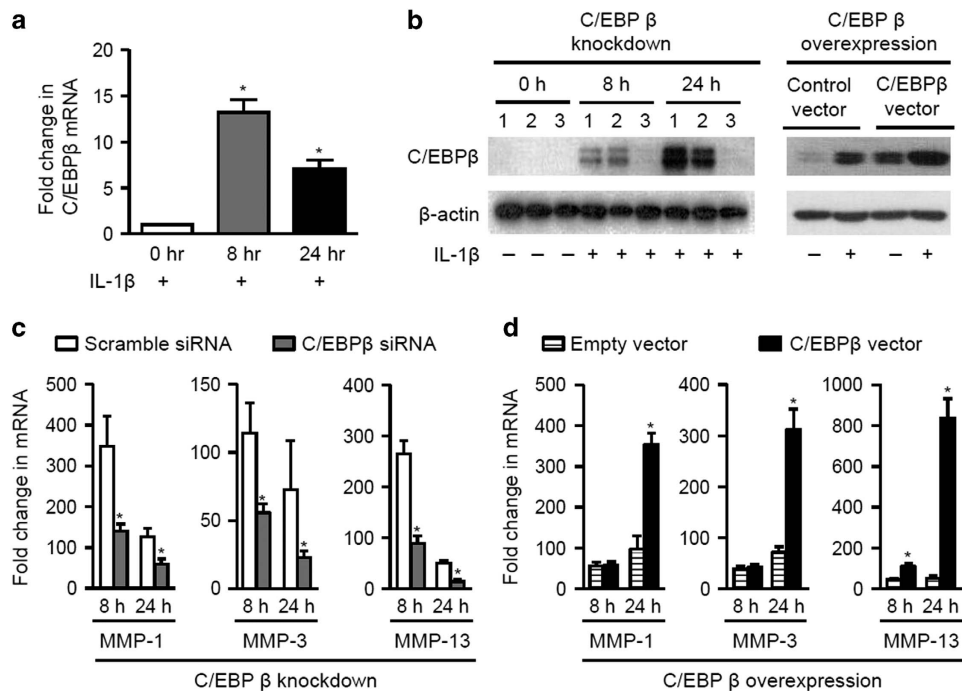 a
Fold change in
C/EBPβ mRNA
20
15
10
5
0
*
*
0 hr 8 hr 24 hr
IL-1β + + +
b
C/EBP β
knockdown
C/EBP β
overexpression
0 h 8 h 24 h
Control
vector
C/EBPβ
vector
1 2 3 1 2 3 1 2 3
C/EBPβ
β-actin
IL-1β – – – + + + + + + – + – +
c
Scramble siRNA C/EBPβ siRNA
Fold change in mRNA
500
400
300
200
100
0
*
*
8 h 24 h
MMP-1
150
100
50
0
*
*
8 h 24 h
MMP-3
400
300
200
100
0
*
*
8 h 24 h
MMP-13
C/EBP β knockdown
d
Empty vector C/EBPβ vector
Fold change in mRNA
500
400
300
200
100
0
*
8 h 24 h
MMP-1
400
300
200
100
0
*
8 h 24 h
MMP-3
1000
800
600
400
200
0
*
*
8 h 24 h
MMP-13
C/EBP β overexpression